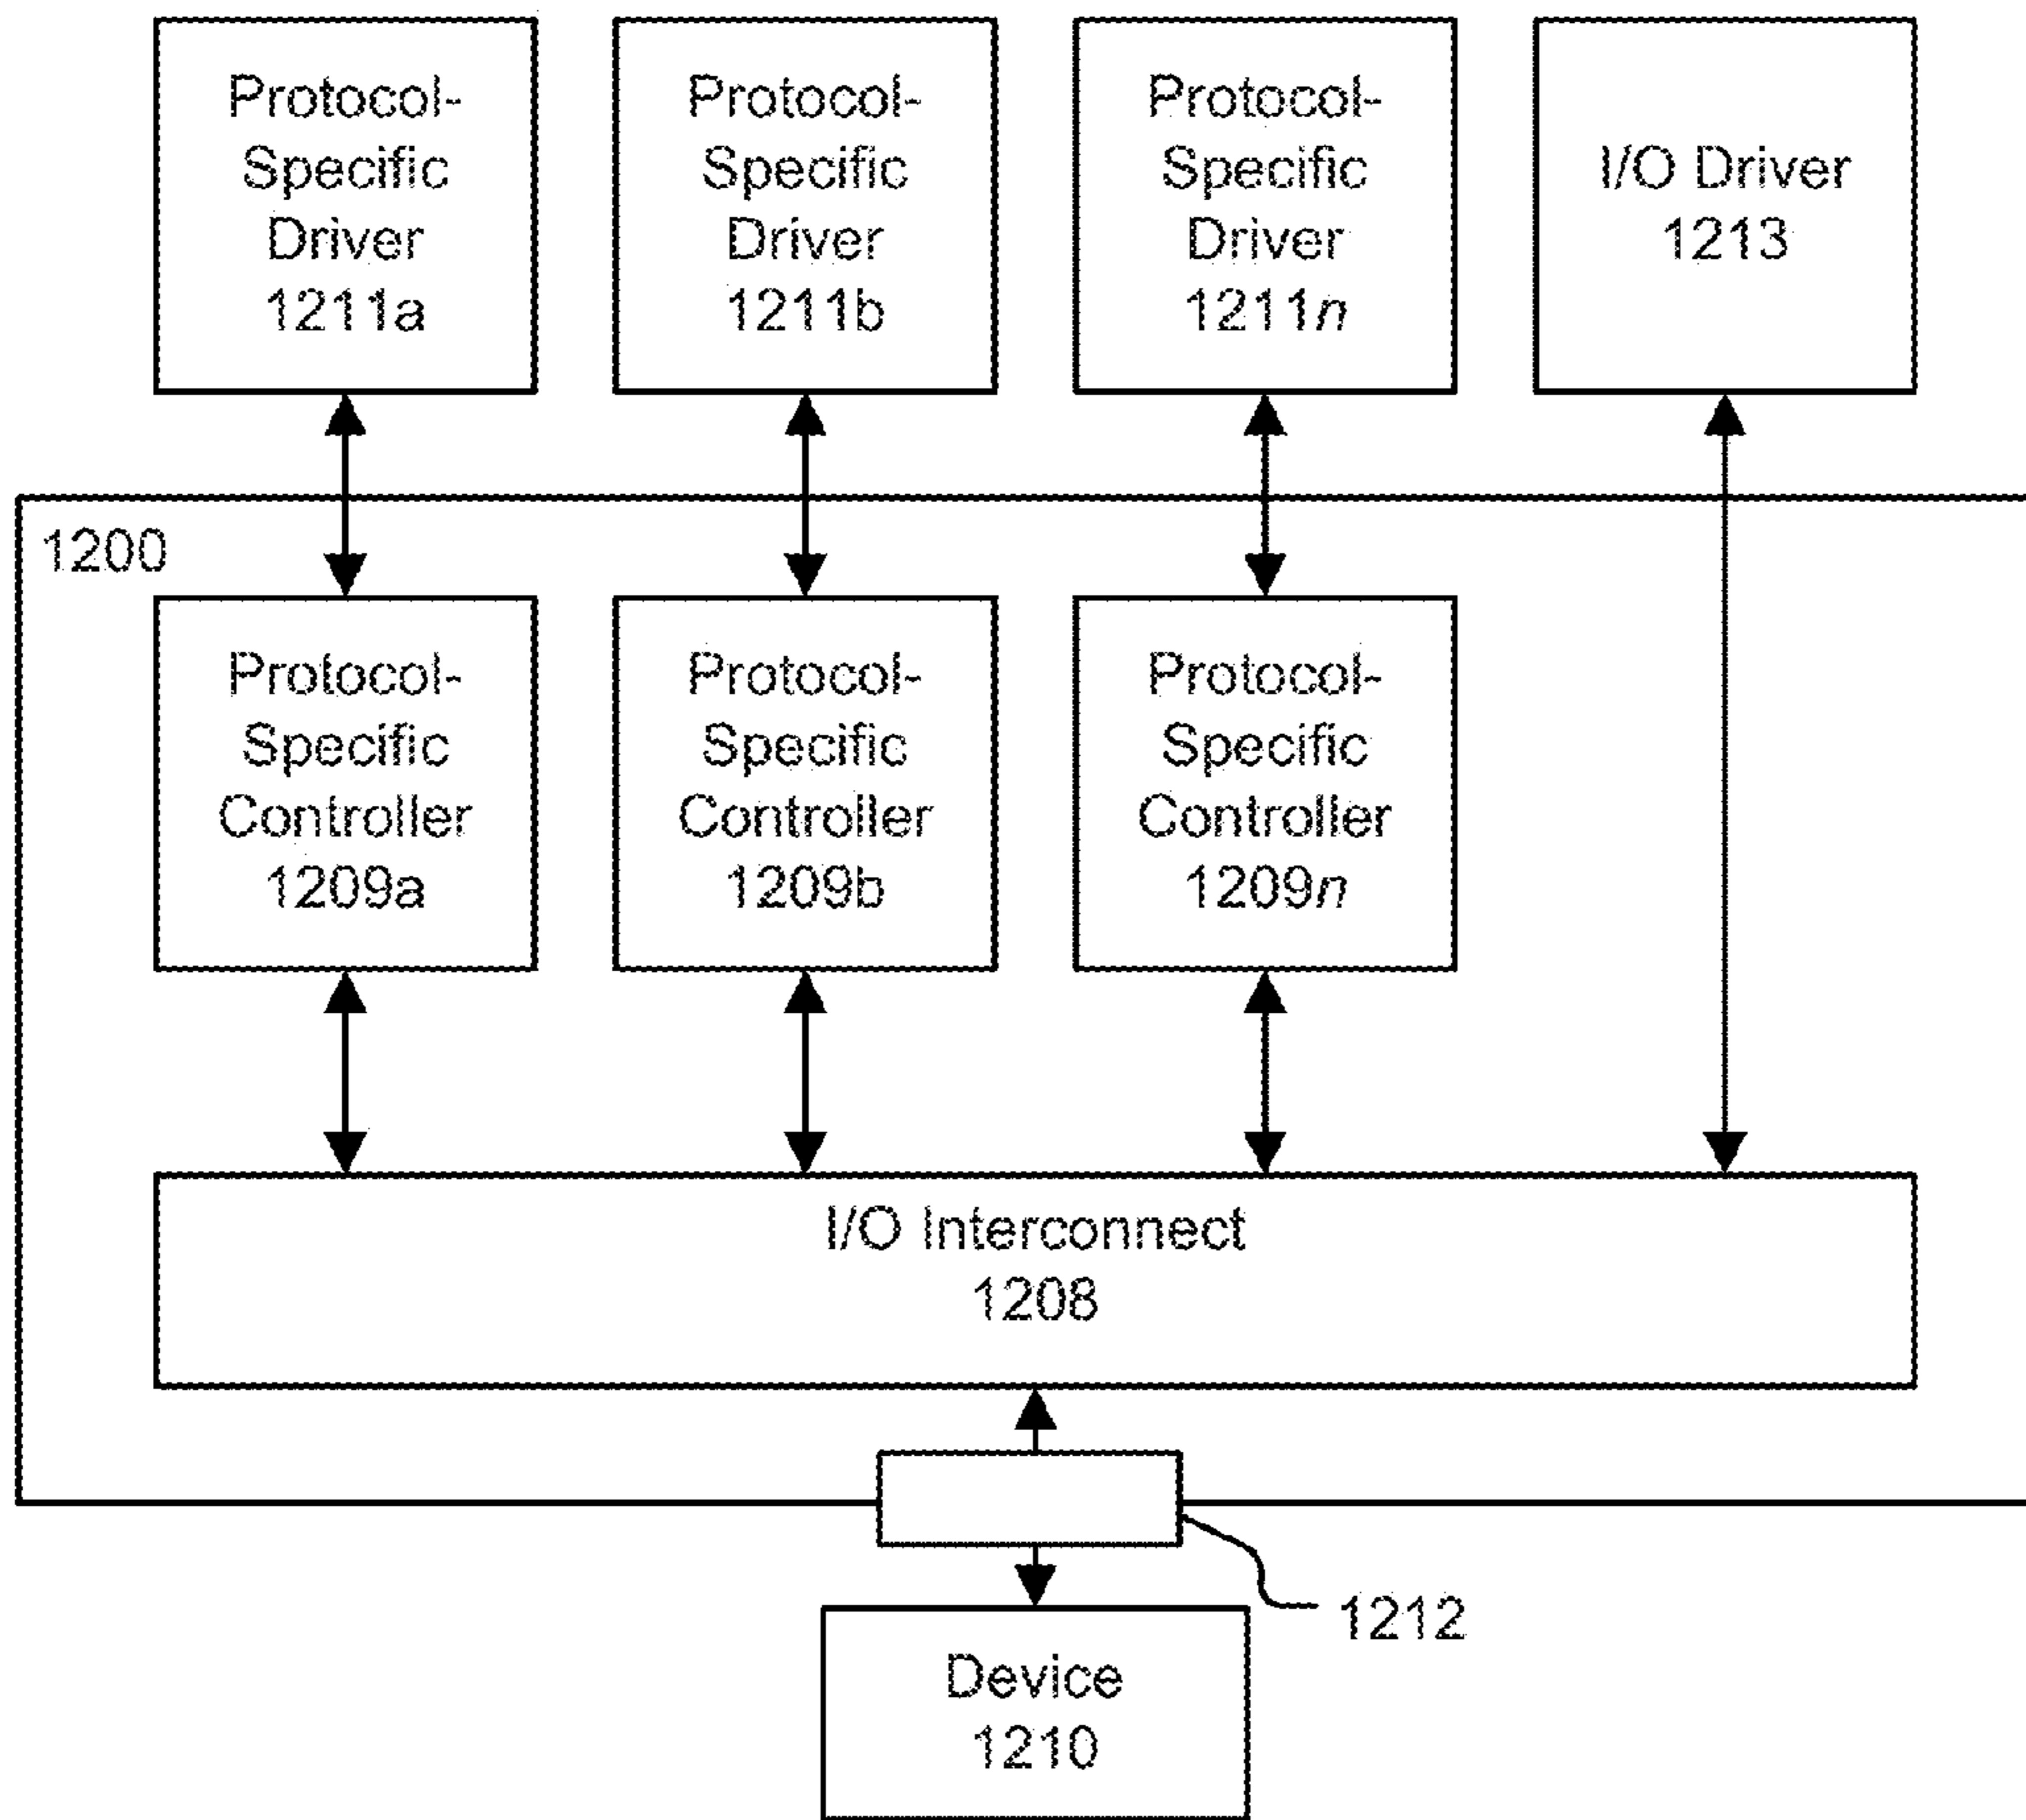 Protocol-
Specific
Driver
1211a
Protocol-
Specific
Driver
1211b
Protocol-
Specific
Driver
1211n
I/O Driver
1213
1200
Protocol-
Specific
Controller
1209a
Protocol-
Specific
Controller
1209b
Protocol-
Specific
Controller
1209n
I/O Interconnect
1208
1212
Device
1210